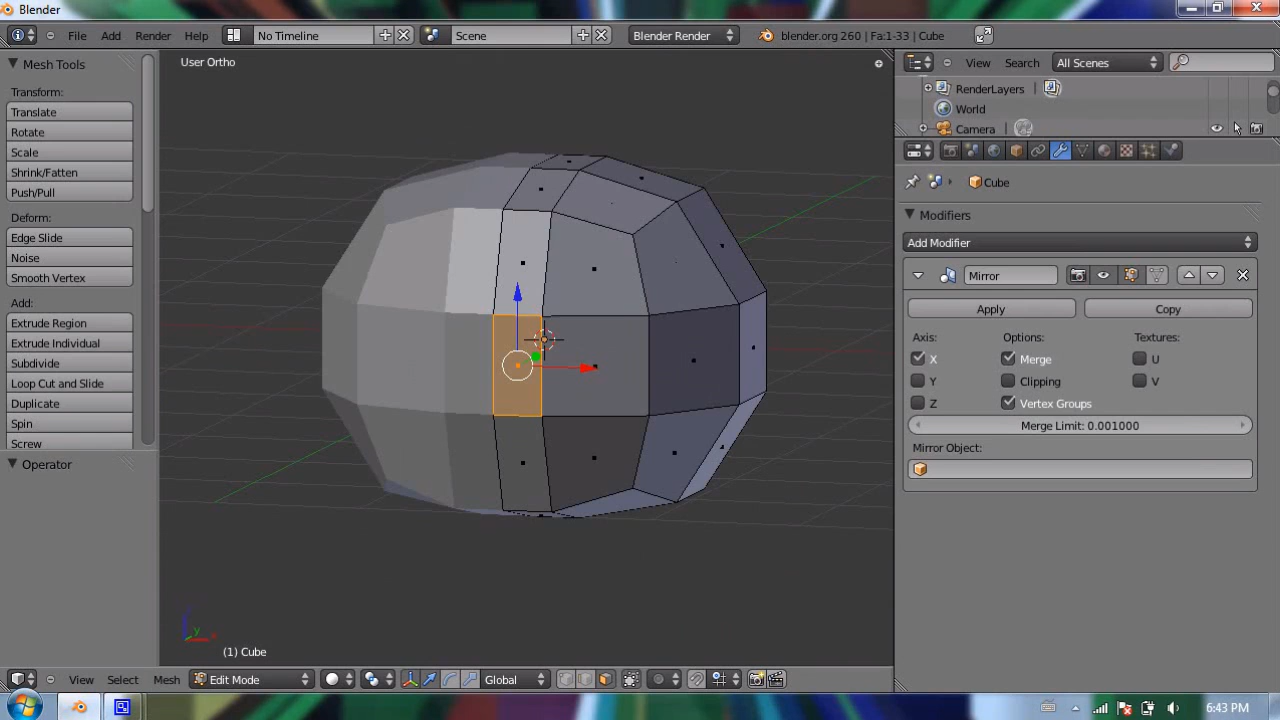 Blender
File Add Render Help No Timeline Scene Blender Render blender.org 260 | Fa:1-33 | Cube
Mesh Tools
Transform:
Translate
Rotate
Scale
Shrink/Fatten
Push/Pull
Deform:
Edge Slide
Noise
Smooth Vertex
Add:
Extrude Region
Extrude Individual
Subdivide
Loop Cut and Slide
Duplicate
Spin
Screw
Operator
User Ortho
z
y
x
(1) Cube
View Select Mesh Edit Mode Global
View Search All Scenes
RenderLayers |
World
Camera |
Cube
Modifiers
Add Modifier
Mirror
Apply Copy
Axis: Options: Textures:
X Merge U
Y Clipping V
Z Vertex Groups
Merge Limit: 0.001000
Mirror Object:
6:43 PM